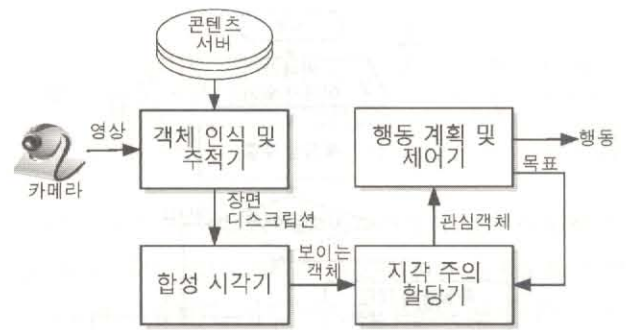 콘텐츠
서버
영상
카메라
객체 인식 및
추적기
장면
디스크립션
합성 시각기
보이는
객체
지각 주의
할당기
관심객체
행동 계획 및
제어기
행동
목표